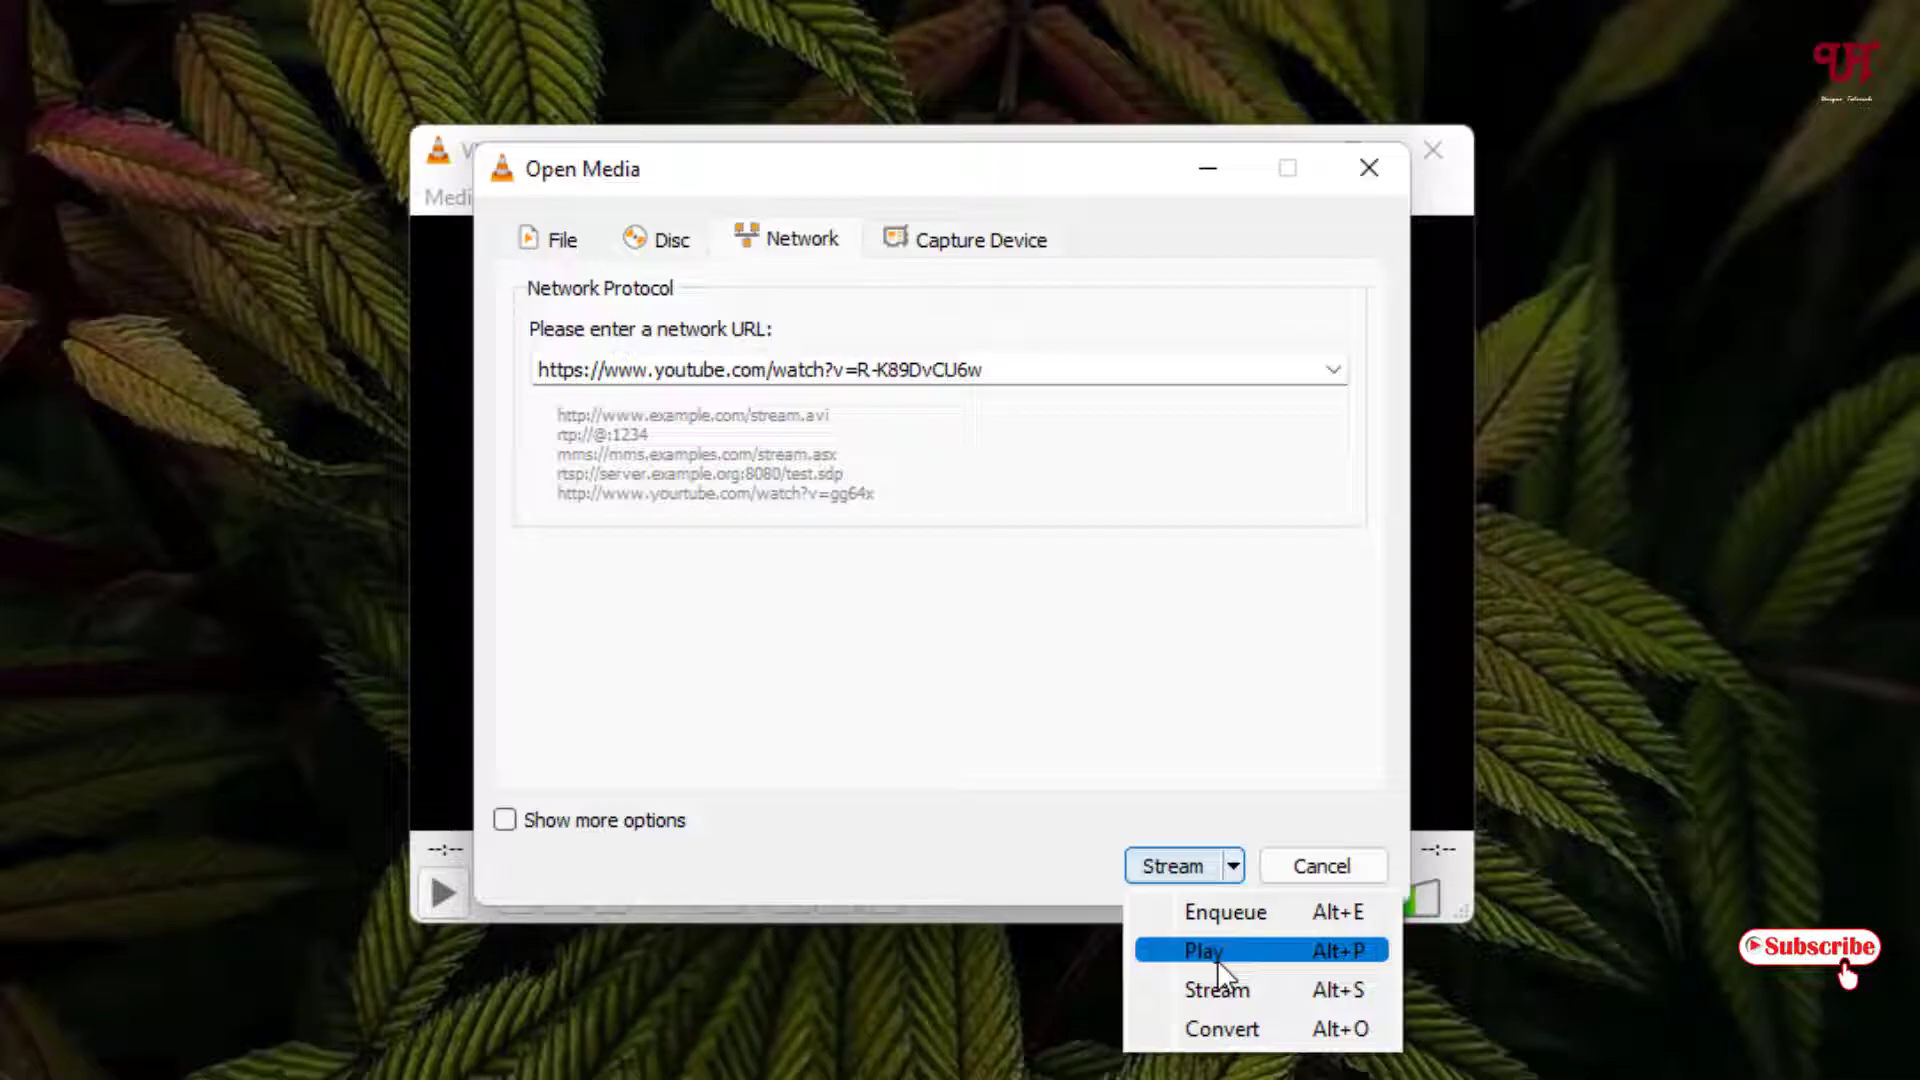 UT
Unique Tutorials
Open Media
Medi
File
Disc
Network
Capture Device
Network Protocol
Please enter a network URL:
https://www.youtube.com/watch?v=R-K89DvCU6w
http://www.example.com/stream.avi
rtp://@:1234
mms://mms.examples.com/stream.asx
rtsp://server.example.org:8080/test.sdp
http://www.yourtube.com/watch?v=gg64x
Show more options
--:--
--:--
Stream
Cancel
Enqueue Alt+E
Play Alt+P
Stream Alt+S
Convert Alt+O
Subscribe